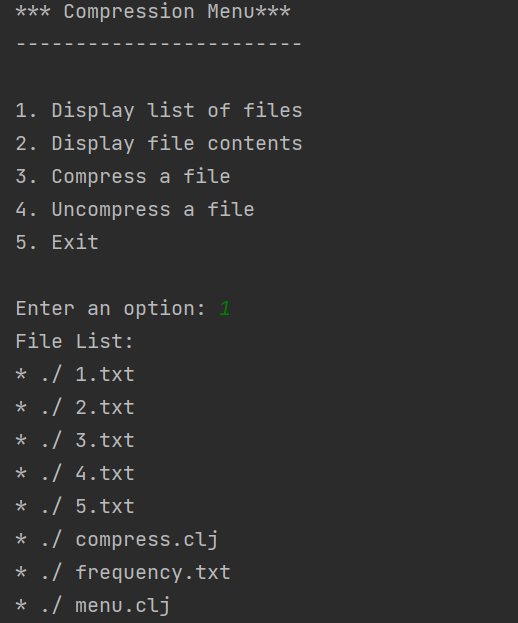 *** Compression Menu***
------------------------
1. Display list of files
2. Display file contents
3. Compress a file
4. Uncompress a file
5. Exit
Enter an option: 1
File List:
* ./ 1.txt
* ./ 2.txt
* ./ 3.txt
* ./ 4.txt
* ./ 5.txt
* ./ compress.clj
* ./ frequency.txt
* ./ menu.clj